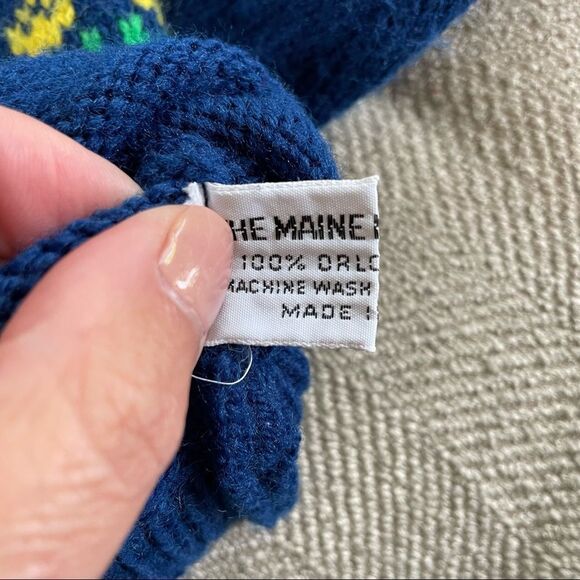 HE MAINE
100% ORLO
MACHINE WASH
MADE I